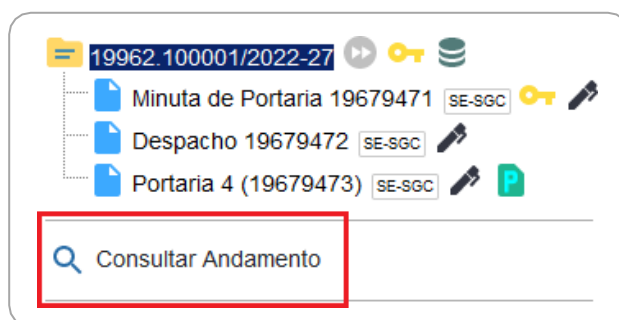 19962.100001/2022-27
Minuta de Portaria 19679471 SE-SGC
Despacho 19679472 SE-SGC
Portaria 4 (19679473) SE-SGC P
Consultar Andamento